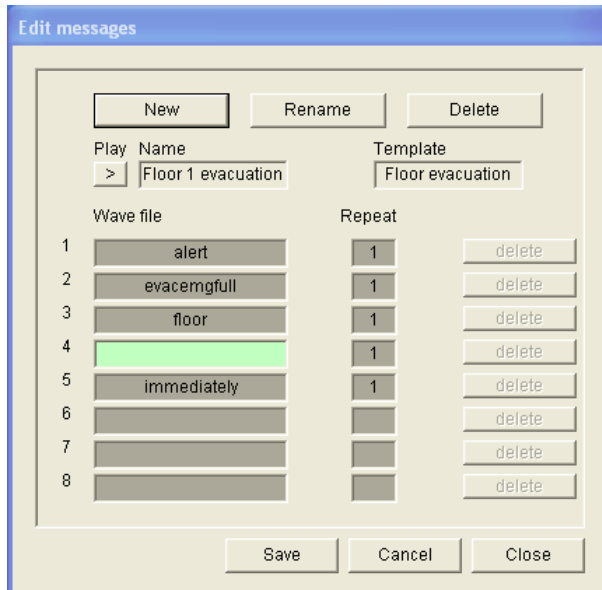 Edit messages
New Rename Delete
Play Name Template
> Floor 1 evacuation Floor evacuation
Wave file Repeat
1 alert 1 delete
2 evacemgfull 1 delete
3 floor 1 delete
4 1 delete
5 immediately 1 delete
6 delete
7 delete
8 delete
Save Cancel Close